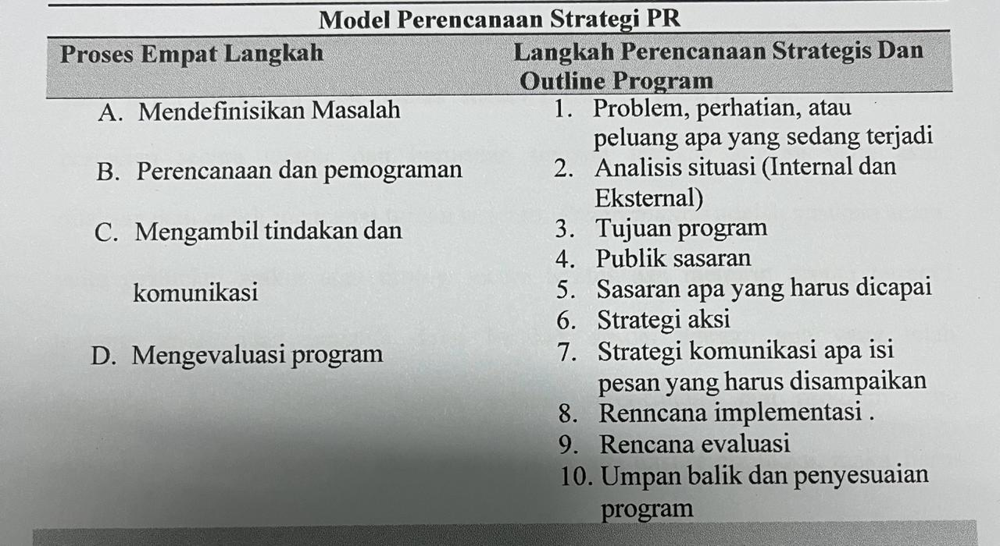 Model Perencanaan Strategi PR
Proses Empat Langkah
Langkah Perencanaan Strategis Dan
Outline Program
A. Mendefinisikan Masalah
B. Perencanaan dan pemograman
C. Mengambil tindakan dan
komunikasi
D. Mengevaluasi program
1. Problem, perhatian, atau
peluang apa yang sedang terjadi
2. Analisis situasi (Internal dan
Eksternal)
3. Tujuan program
4. Publik sasaran
5. Sasaran apa yang harus dicapai
6. Strategi aksi
7. Strategi komunikasi apa isi
pesan yang harus disampaikan
8. Renncana implementasi .
9. Rencana evaluasi
10. Umpan balik dan penyesuaian
program